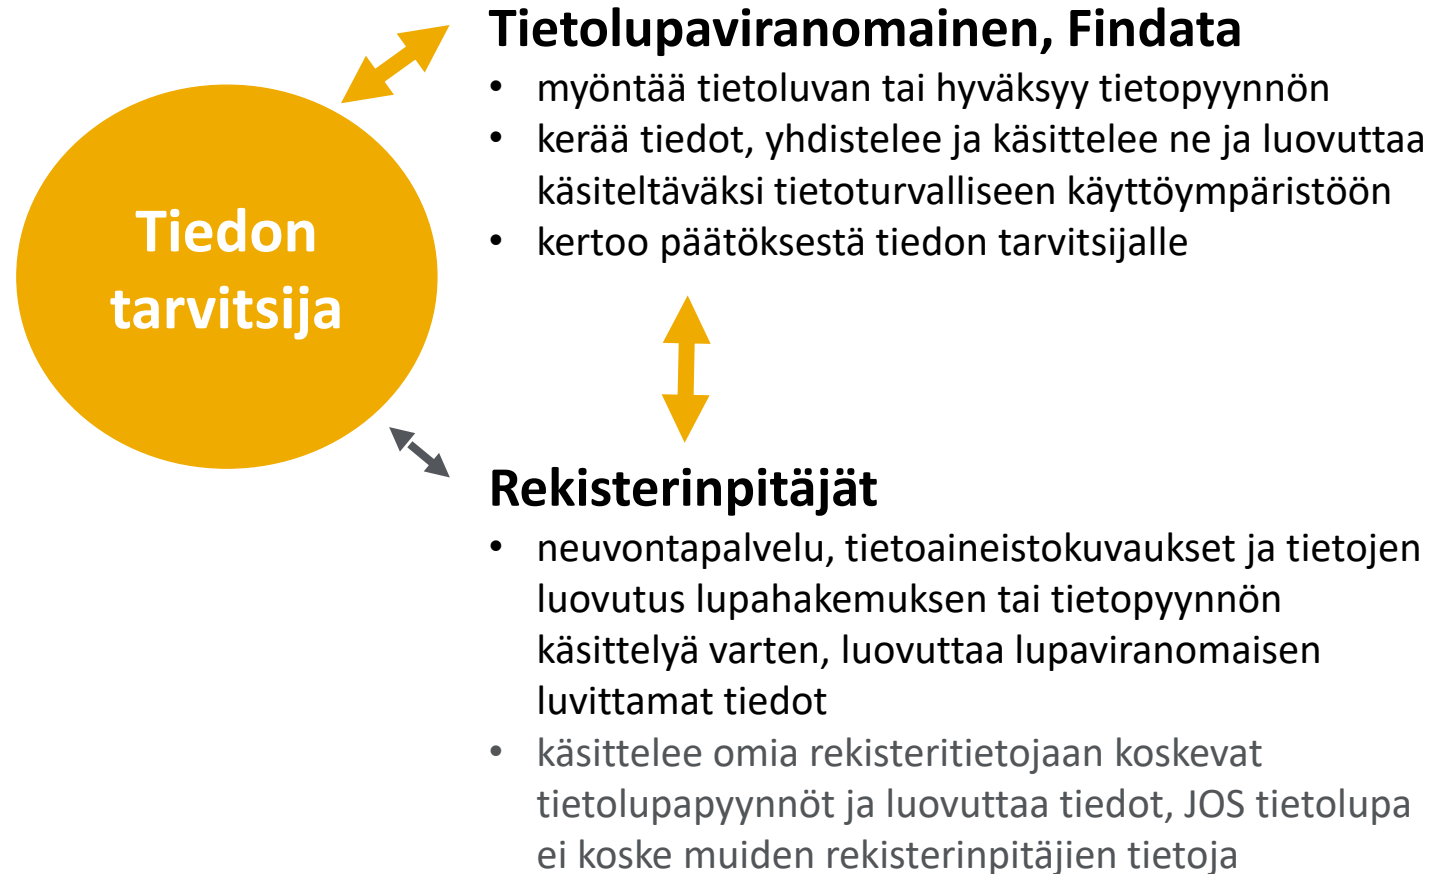 Tiedon
tarvitsija
Tietolupaviranomainen, Findata
• myöntää tietoluvan tai hyväksyy tietopyynnön
• kerää tiedot, yhdistelee ja käsittelee ne ja luovuttaa
käsiteltäväksi tietoturvalliseen käyttöympäristöön
• kertoo päätöksestä tiedon tarvitsijalle
Rekisterinpitäjät
• neuvontapalvelu, tietoaineistokuvaukset ja tietojen
luovutus lupahakemuksen tai tietopyynnön
käsittelyä varten, luovuttaa lupaviranomaisen
luvittamat tiedot
• käsittelee omia rekisteritietojaan koskevat
tietolupapyynnöt ja luovuttaa tiedot, JOS tietolupa
ei koske muiden rekisterinpitäjien tietoja